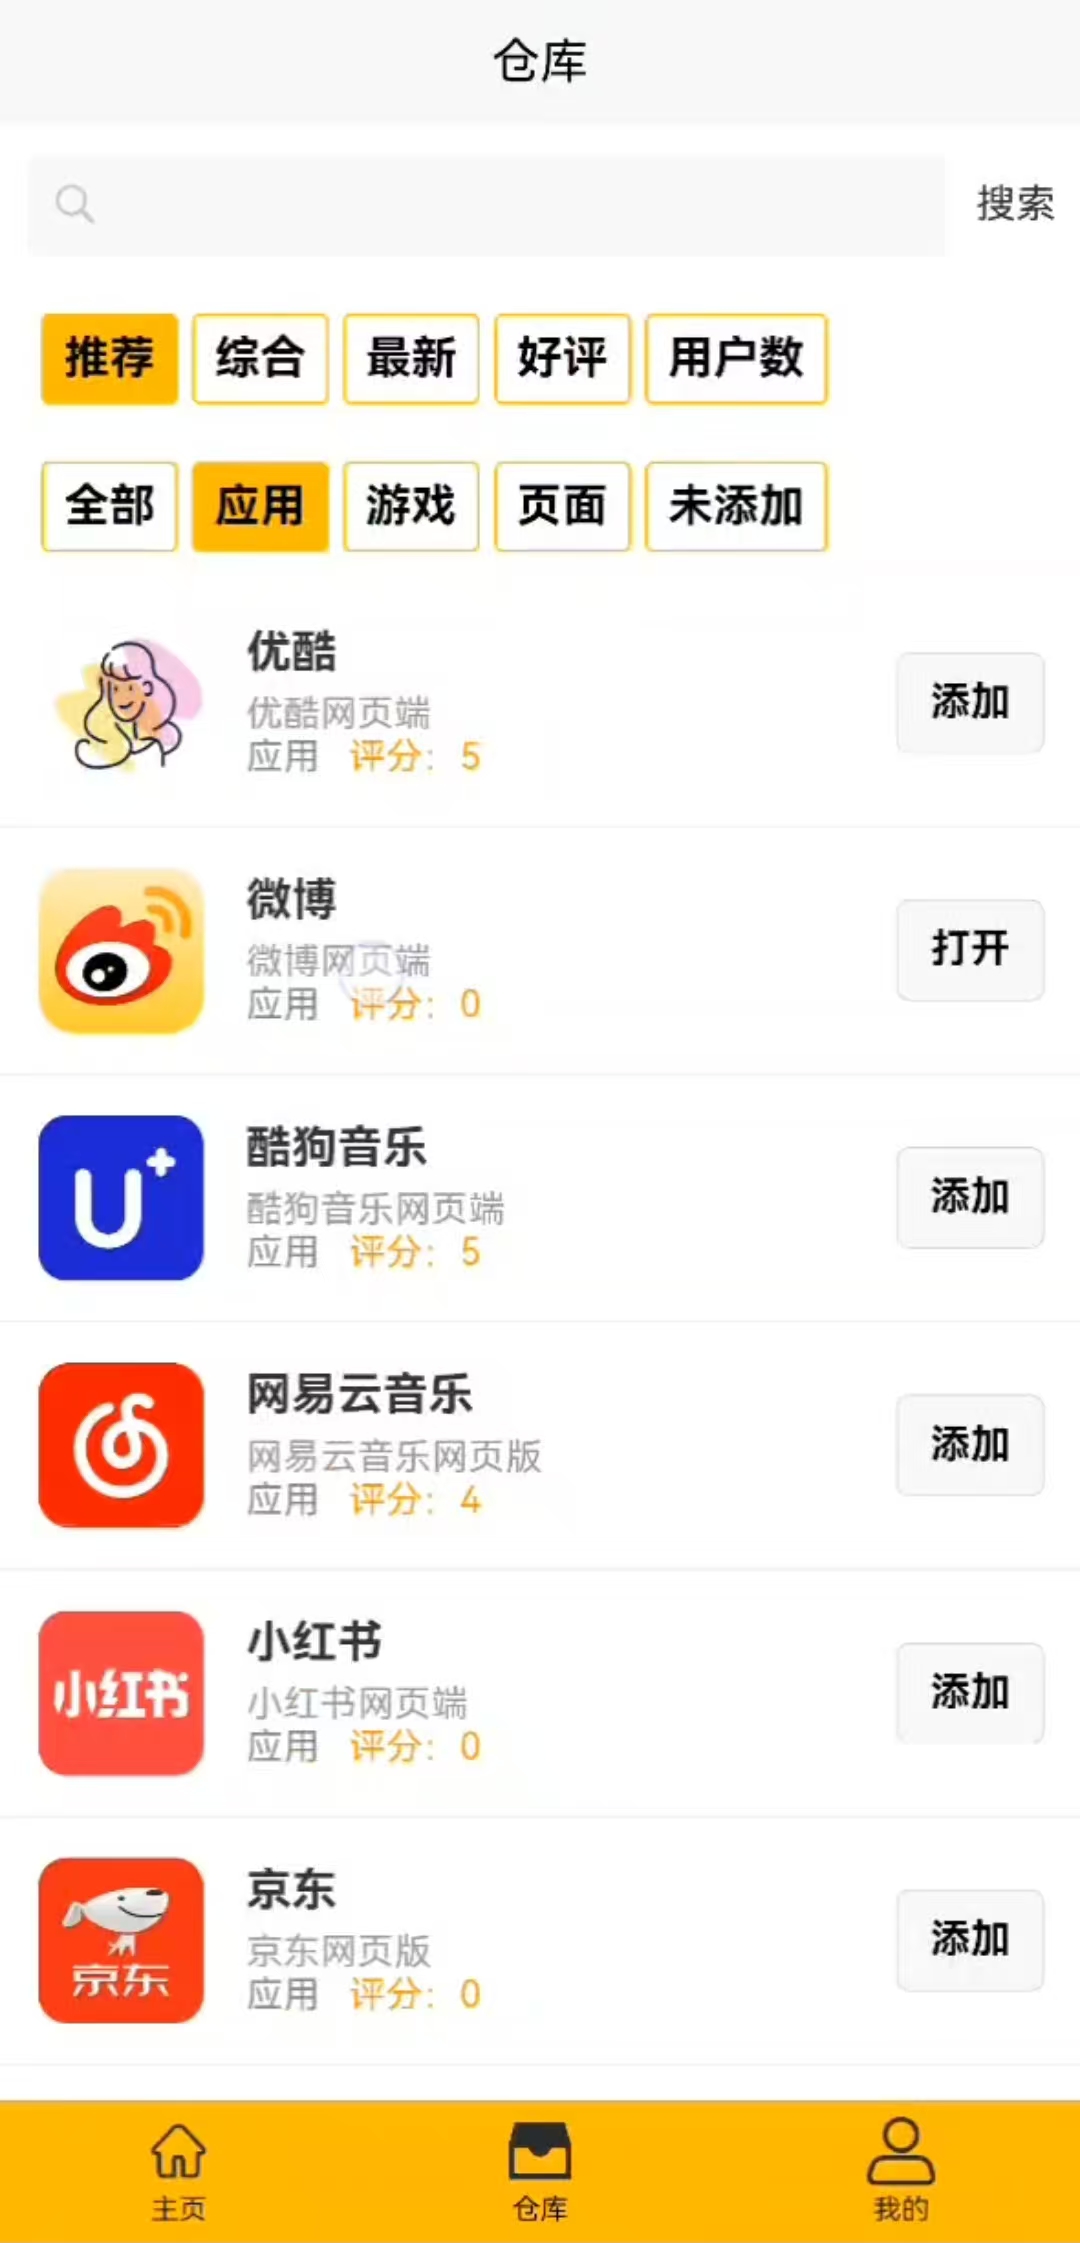 仓库
搜索
推荐 综合 最新 好评 用户数
全部 应用 游戏 页面 未添加
优酷
优酷网页端
应用 评分: 5
添加
微博
微博网页端
应用 评分: 0
打开
U+
酷狗音乐
酷狗音乐网页端
应用 评分: 5
添加
网易云音乐
网易云音乐网页版
应用 评分: 4
添加
小红书
小红书
小红书网页端
应用 评分: 0
添加
京东
京东
京东网页版
应用 评分: 0
添加
主页 仓库 我的